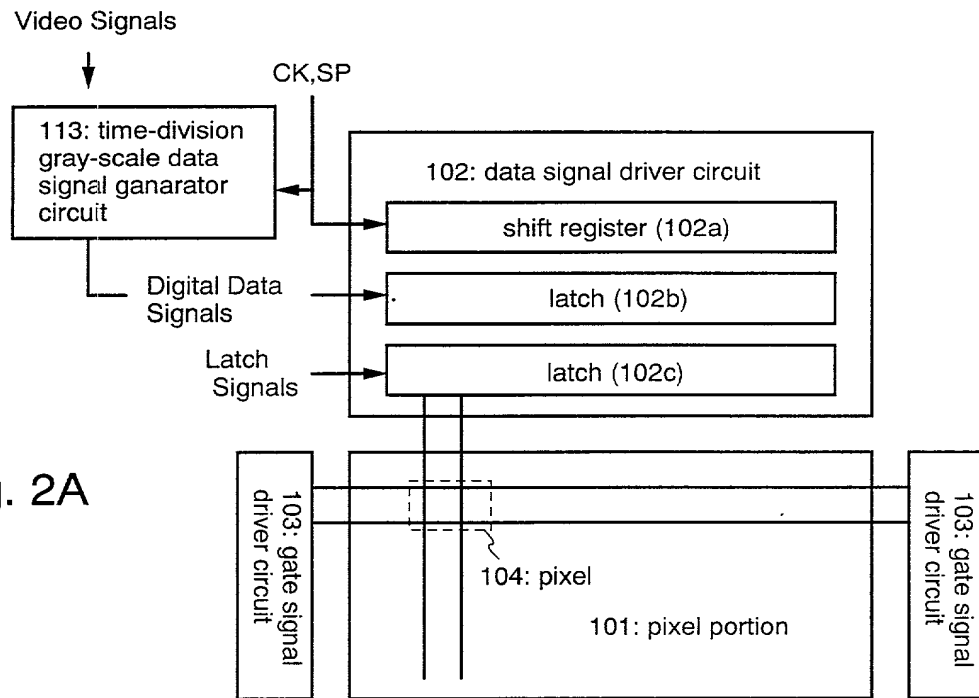 Video Signals
CK,SP
113: time-division
gray-scale data
signal ganarator
circuit
102: data signal driver circuit
shift register (102a)
Digital Data
Signals
latch (102b)
Latch
Signals
latch (102c)
. 2A
103: gate signal
driver circuit
104: pixel
101: pixel portion
103: gate signal
driver circuit